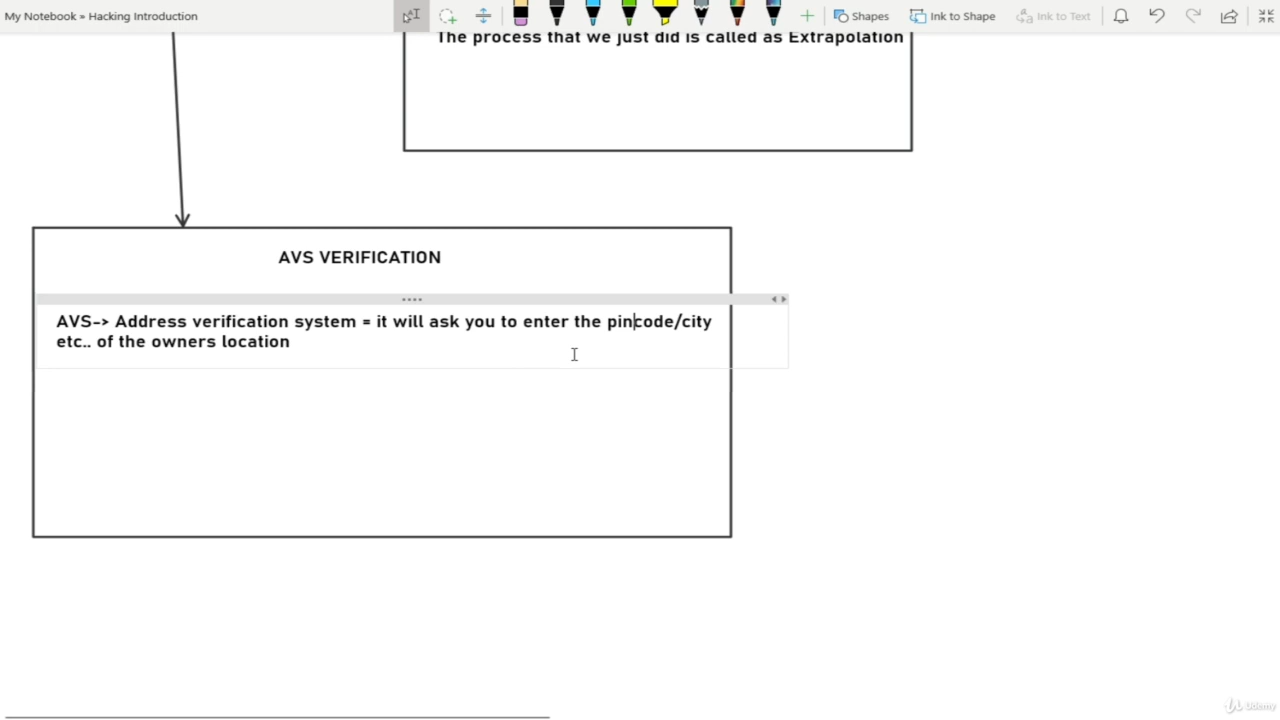 My Notebook » Hacking Introduction
Shapes
Ink to Shape
Ink to Text
The process that we just did is called as Extrapolation
AVS VERIFICATION
AVS-> Address verification system = it will ask you to enter the pincode/city
etc.. of the owners location
Udemy